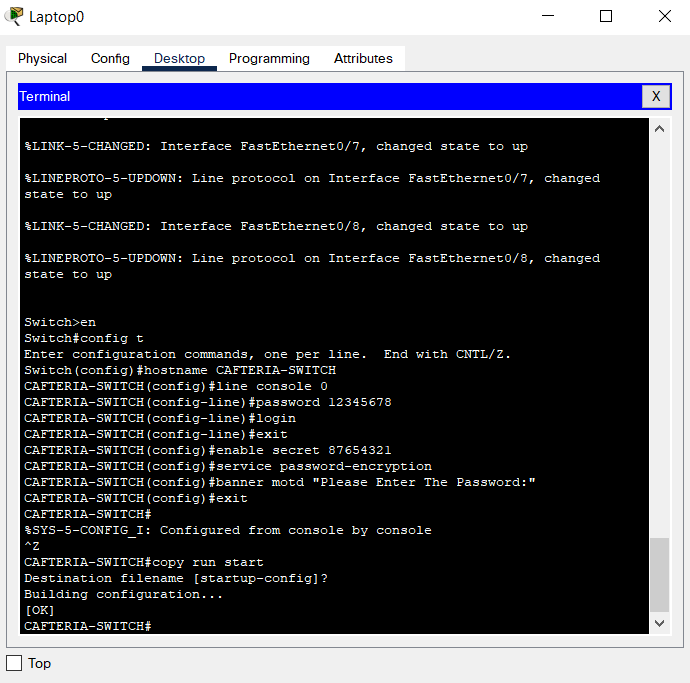 Laptop0
Physical Config Desktop Programming Attributes
Terminal X
%LINK-5-CHANGED: Interface FastEthernet0/7, changed state to up
%LINEPROTO-5-UPDOWN: Line protocol on Interface FastEthernet0/7, changed
state to up
%LINK-5-CHANGED: Interface FastEthernet0/8, changed state to up
%LINEPROTO-5-UPDOWN: Line protocol on Interface FastEthernet0/8, changed
state to up
Switch>en
Switch#config t
Enter configuration commands, one per line.  End with CNTL/Z.
Switch(config)#hostname CAFTERIA-SWITCH
CAFTERIA-SWITCH(config)#line console 0
CAFTERIA-SWITCH(config-line)#password 12345678
CAFTERIA-SWITCH(config-line)#login
CAFTERIA-SWITCH(config-line)#exit
CAFTERIA-SWITCH(config)#enable secret 87654321
CAFTERIA-SWITCH(config)#service password-encryption
CAFTERIA-SWITCH(config)#banner motd "Please Enter The Password:"
CAFTERIA-SWITCH(config)#exit
CAFTERIA-SWITCH#
%SYS-5-CONFIG_I: Configured from console by console
^Z
CAFTERIA-SWITCH#copy run start
Destination filename [startup-config]?
Building configuration...
[OK]
CAFTERIA-SWITCH#
Top